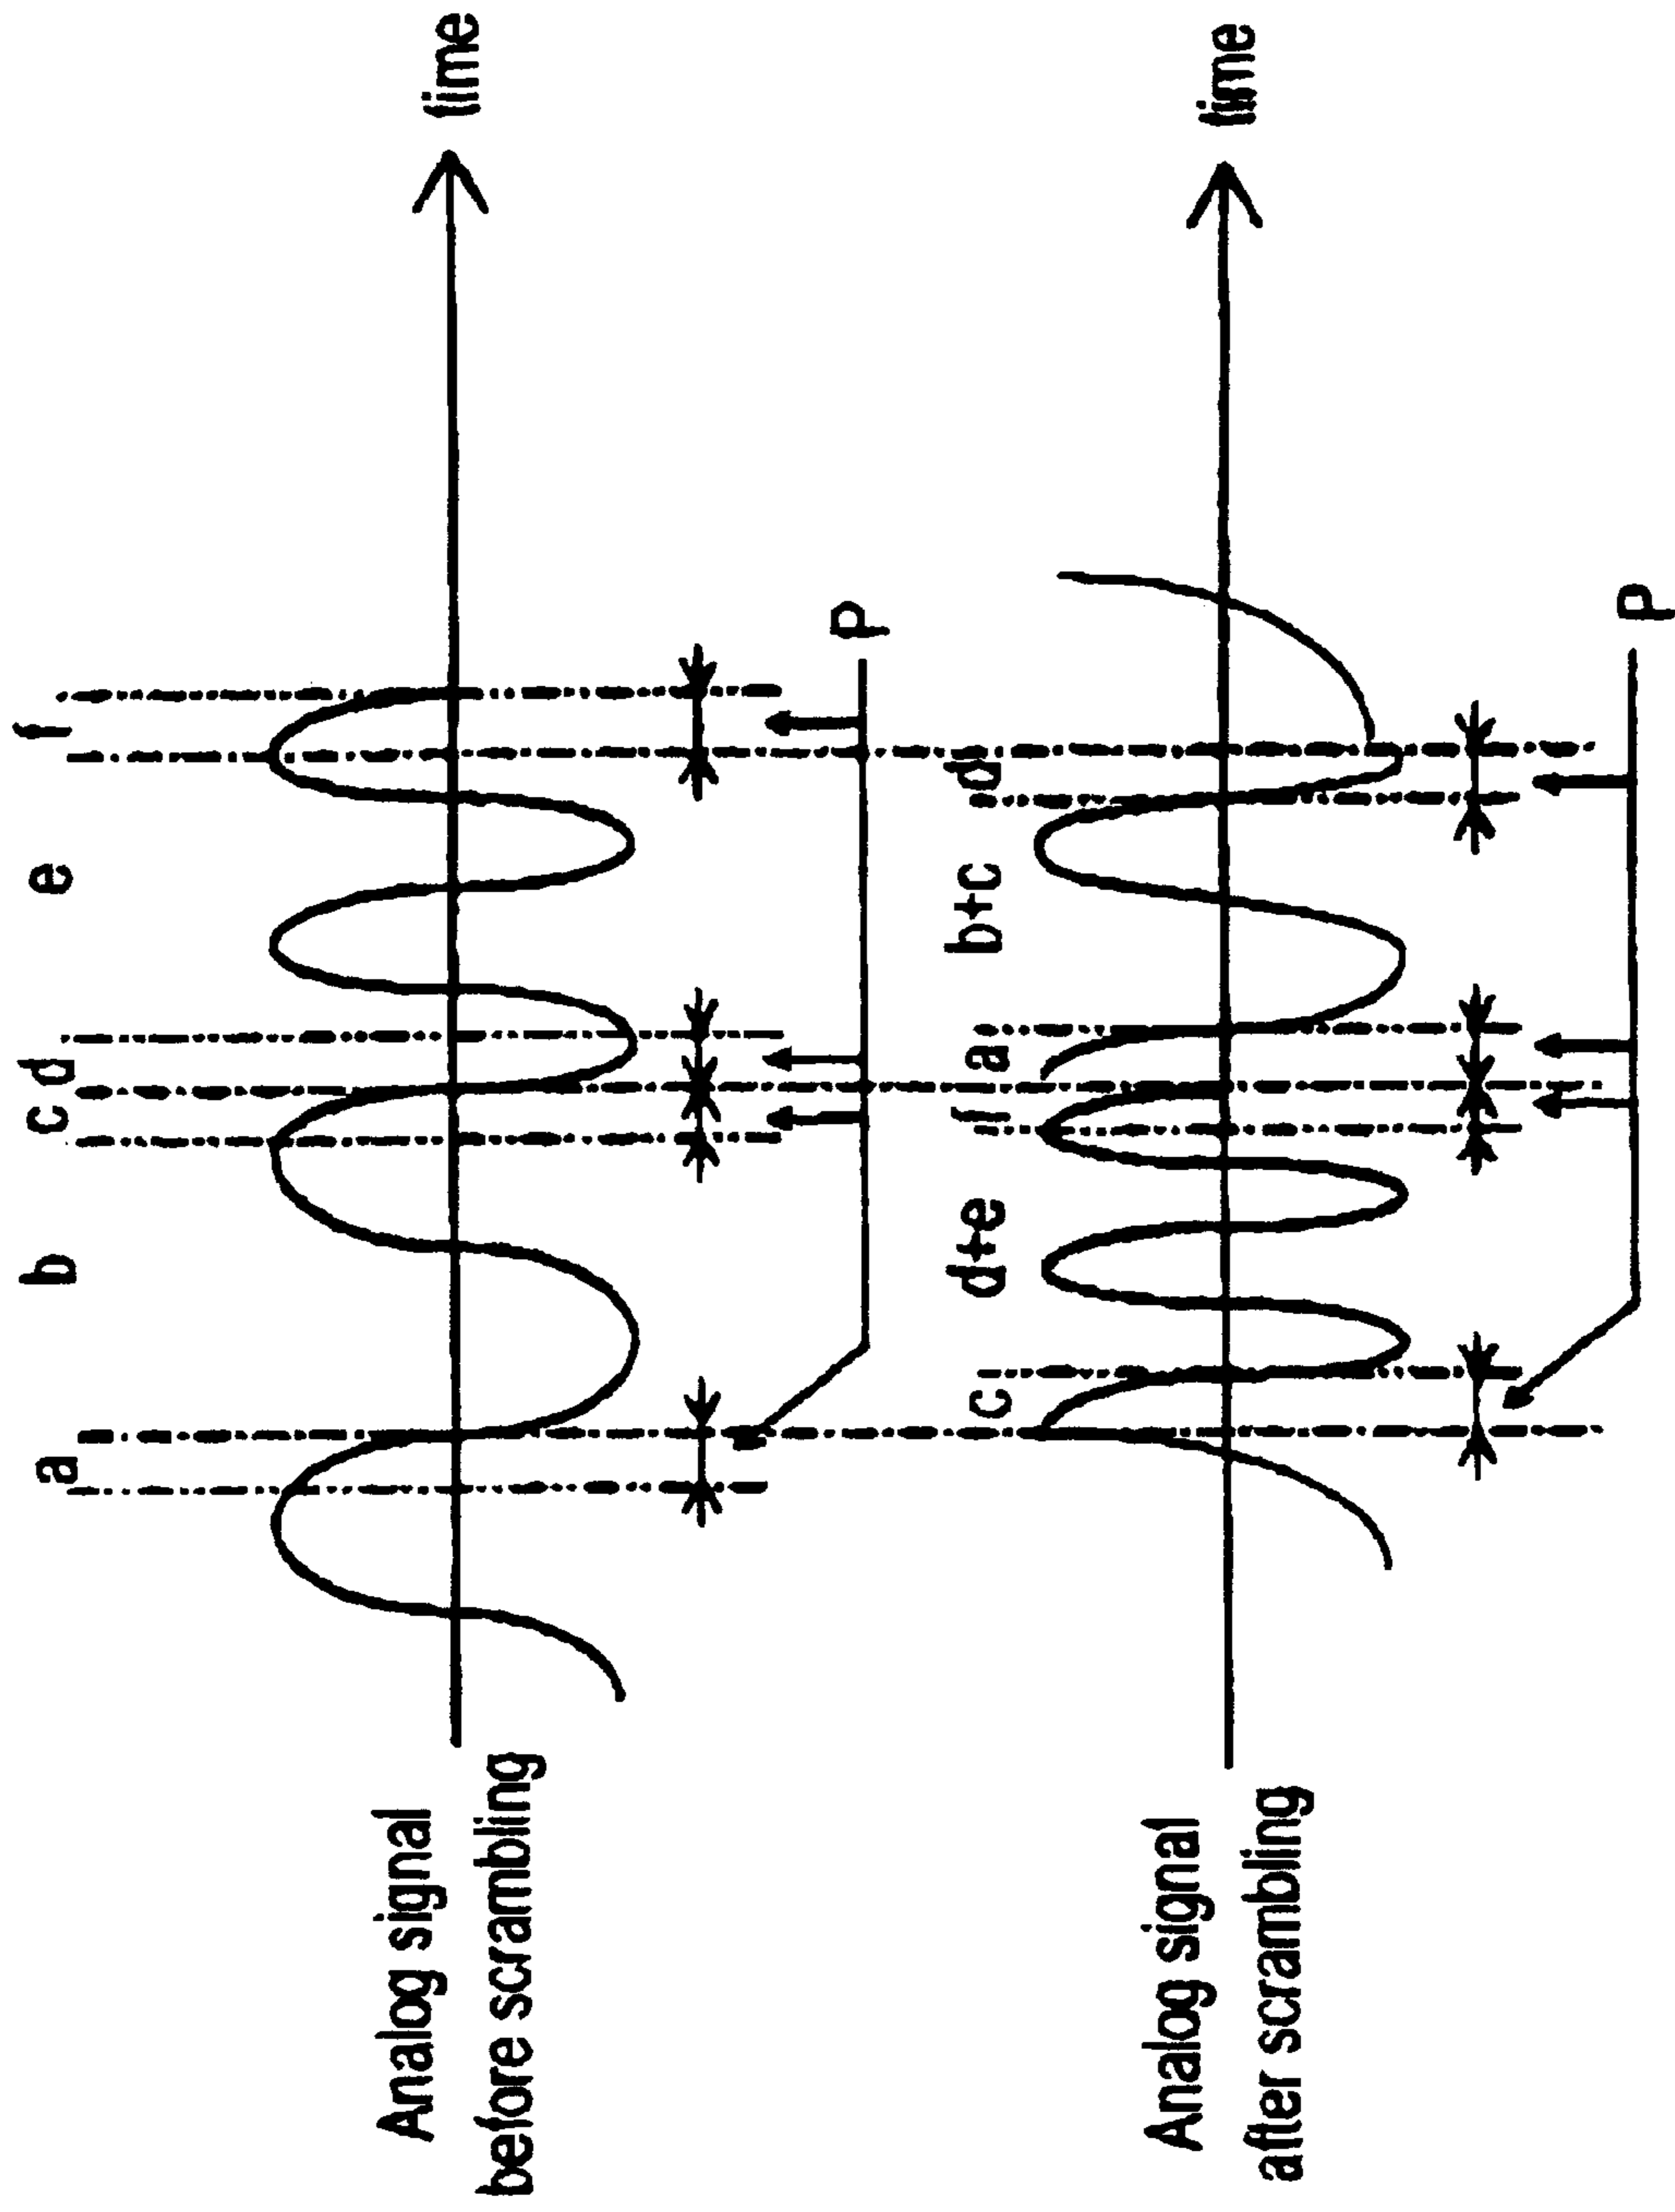 a b c d e f
Analog signal
before scrambling
time
P
c d+e f a b+c d
Analog signal
after scrambling
time
P